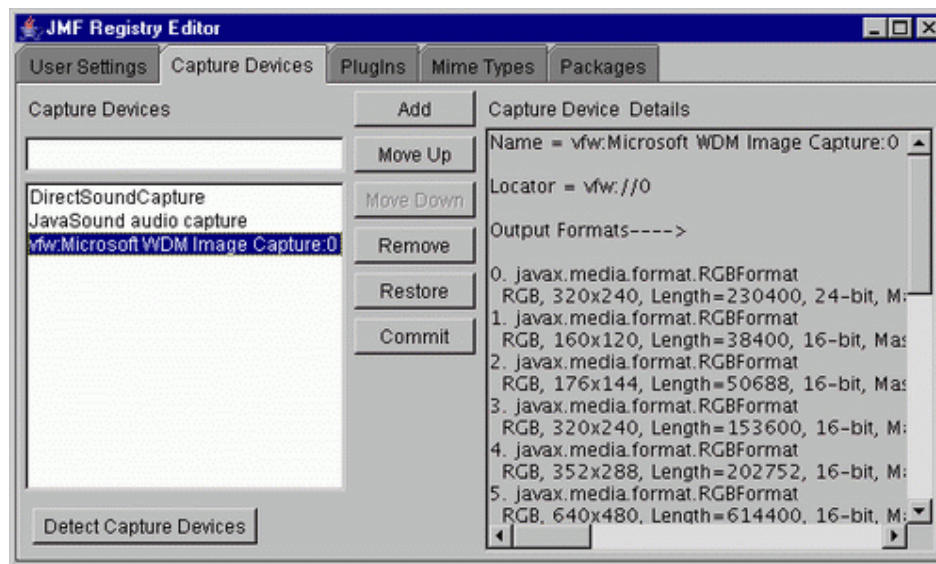 JMF Registry Editor
User Settings
Capture Devices
PlugIns
Mime Types
Packages
Capture Devices
DirectSoundCapture
JavaSound audio capture
vfw:Microsoft WDM Image Capture:0
Detect Capture Devices
Add
Move Up
Move Down
Remove
Restore
Commit
Capture Device Details
Name = vfw:Microsoft WDM Image Capture:0
Locator = vfw://0
Output Formats---->
0. javax.media.format.RGBFormat
RGB, 320x240, Length=230400, 24-bit,
1. javax.media.format.RGBFormat
RGB, 160x120, Length=38400, 16-bit,
2. javax.media.format.RGBFormat
RGB, 176x144, Length=50688, 16-bit,
3. javax.media.format.RGBFormat
RGB, 320x240, Length=153600, 16-bit,
4. javax.media.format.RGBFormat
RGB, 352x288, Length=202752, 16-bit,
5. javax.media.format.RGBFormat
RGB, 640x480, Length=614400, 16-bit,